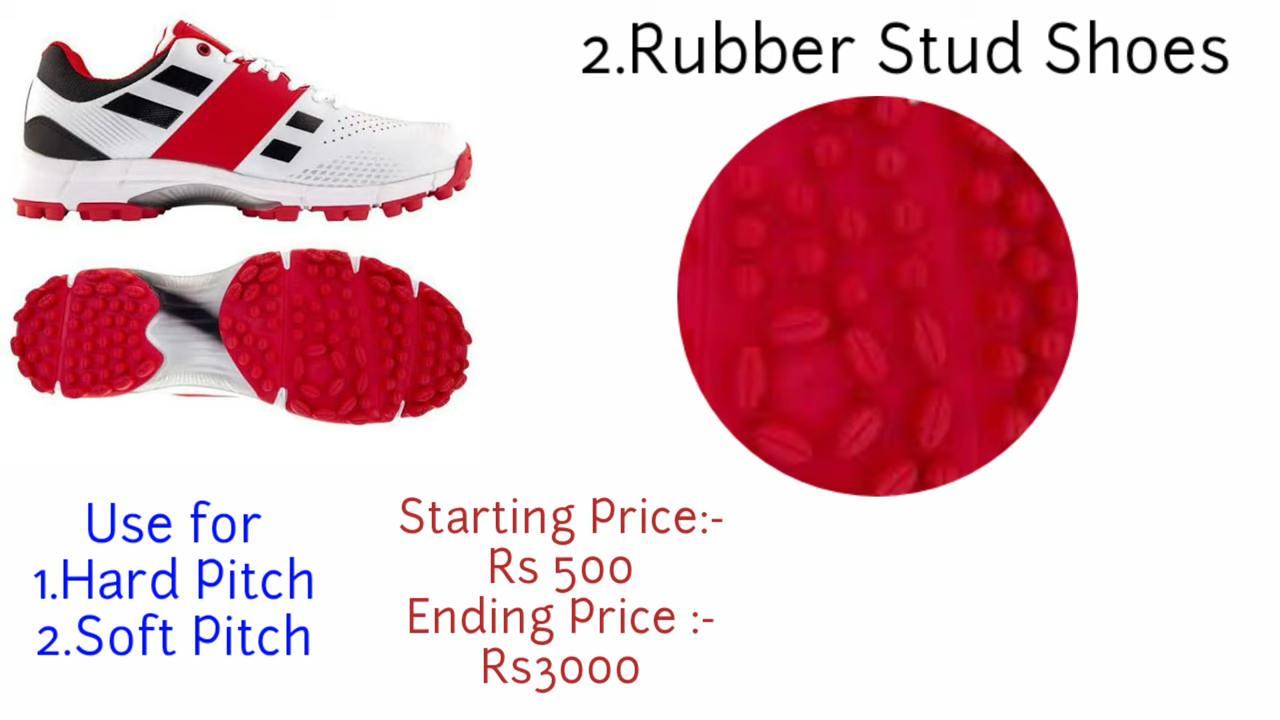 2.Rubber Stud Shoes
Use for
1.Hard Pitch
2.Soft Pitch
Starting Price:-
Rs 500
Ending Price :-
Rs3000